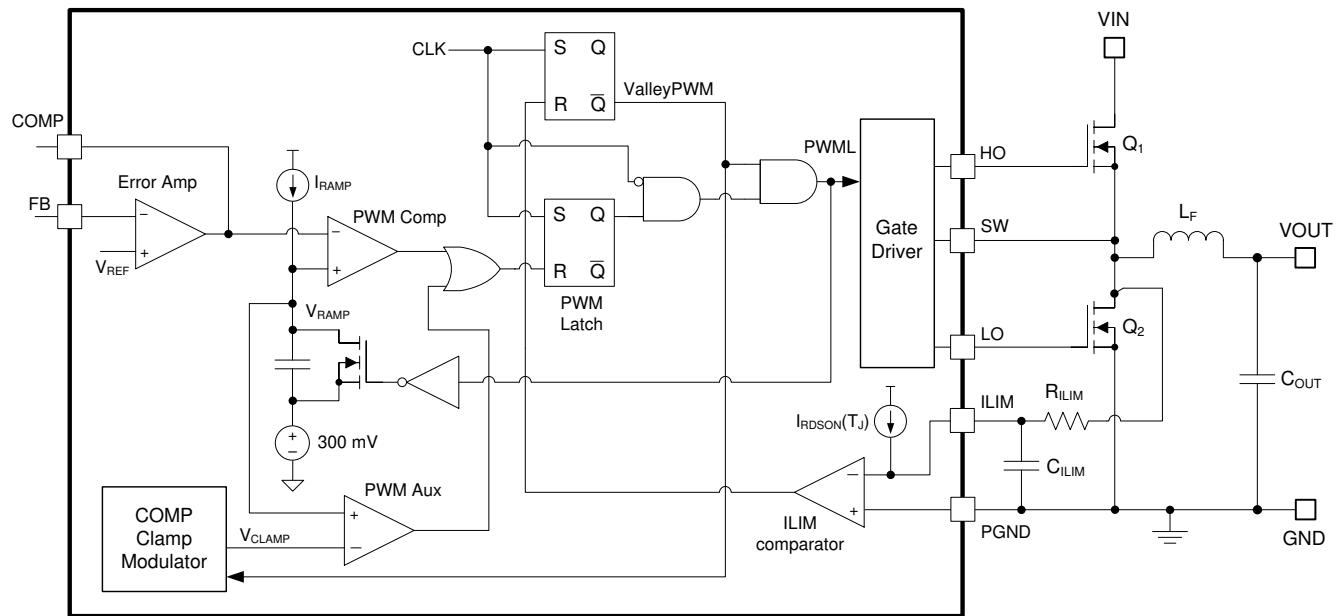 VIN
CLK
S Q
R Q̅
ValleyPWM
COMP
PWML
HO
Q1
Error Amp
IRAMP
FB
−
+
VREF
PWM Comp
−
+
S Q
R Q̅
PWM
Latch
Gate
Driver
SW
LF
VOUT
VRAMP
LO
Q2
COUT
300 mV
+
−
IRDSON(TJ)
ILIM
RILIM
CILIM
−
+
ILIM
comparator
PGND
GND
PWM Aux
+
−
COMP
Clamp
Modulator
VCLAMP